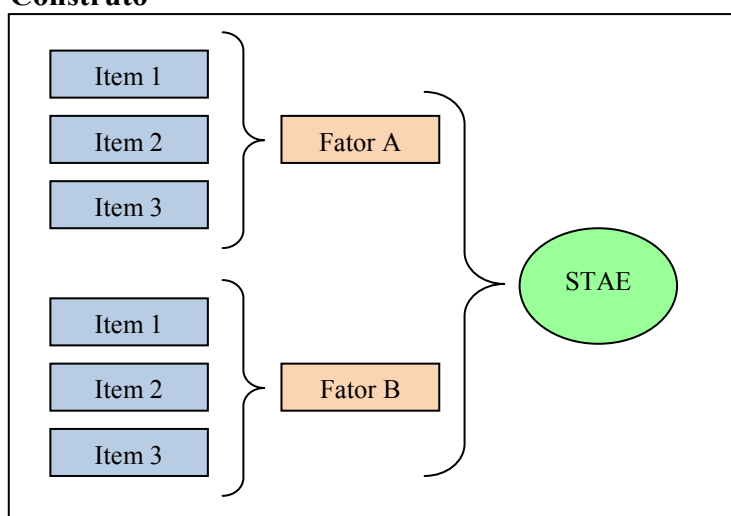 Construto
Item 1
Item 2
Item 3
Fator A
Item 1
Item 2
Item 3
Fator B
STAE